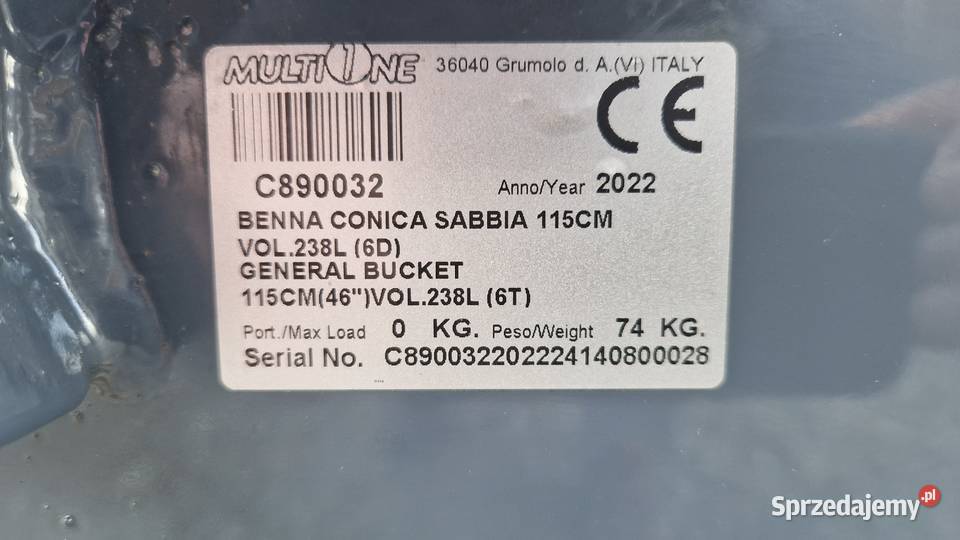 MULTIONE 36040 Grumolo d. A.(VI) ITALY
CE
C890032 Anno/Year 2022
BENNA CONICA SABBIA 115CM
VOL.238L (6D)
GENERAL BUCKET
115CM(46")VOL.238L (6T)
Port./Max Load 0 KG. Peso/Weight 74 KG.
Serial No. C890032202224140800028
Sprzedajemy.pl